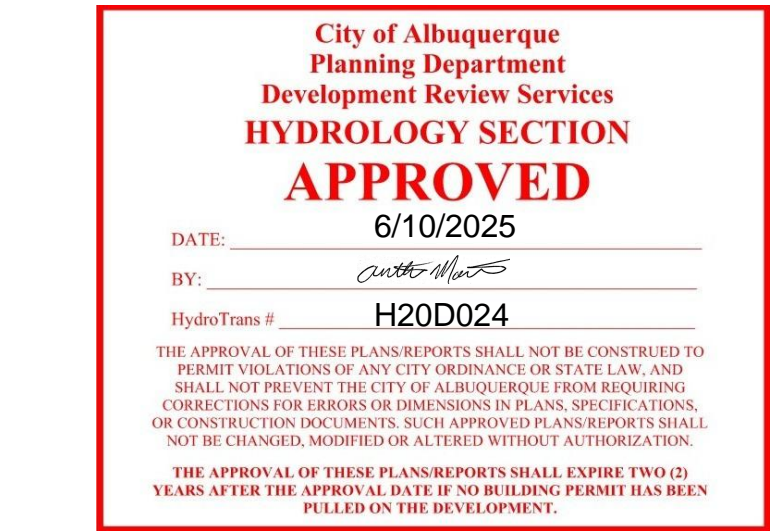 City of Albuquerque
Planning Department
Development Review Services
HYDROLOGY SECTION
APPROVED
DATE: 6/10/2025
BY:
HydroTrans # H20D024
THE APPROVAL OF THESE PLANS/REPORTS SHALL NOT BE CONSTRUED TO
PERMIT VIOLATIONS OF ANY CITY ORDINANCE OR STATE LAW, AND
SHALL NOT PREVENT THE CITY OF ALBUQUERQUE FROM REQUIRING
CORRECTIONS FOR ERRORS OR DIMENSIONS IN PLANS, SPECIFICATIONS,
OR CONSTRUCTION DOCUMENTS. SUCH APPROVED PLANS/REPORTS SHALL
NOT BE CHANGED, MODIFIED OR ALTERED WITHOUT AUTHORIZATION.
THE APPROVAL OF THESE PLANS/REPORTS SHALL EXPIRE TWO (2)
YEARS AFTER THE APPROVAL DATE IF NO BUILDING PERMIT HAS BEEN
PULLED ON THE DEVELOPMENT.